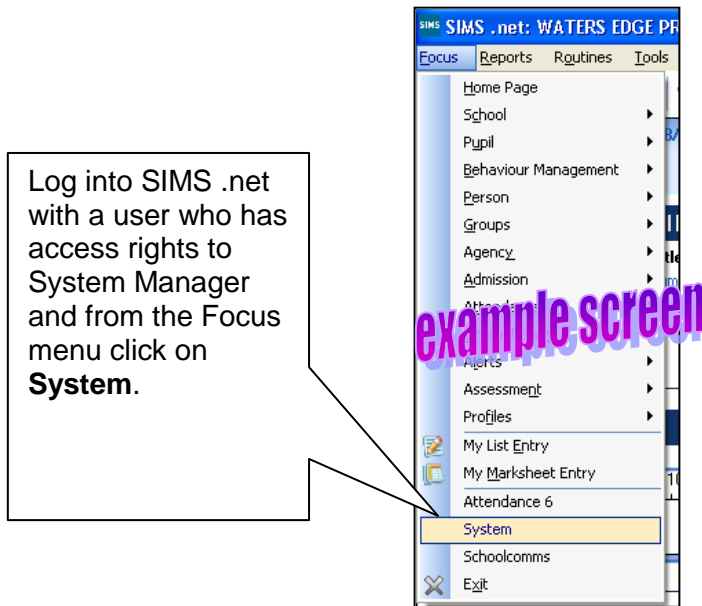 SIMS SIMS .net: WATERS EDGE PR
Focus Reports Routines Tools
Home Page
School
Pupil
Behaviour Management
Person
Groups
Agency
Admission
example screen
Alerts
Assessment
Profiles
My List Entry
My Marksheet Entry
Attendance 6
System
Schoolcomms
Exit
Log into SIMS .net
with a user who has
access rights to
System Manager
and from the Focus
menu click on
System.